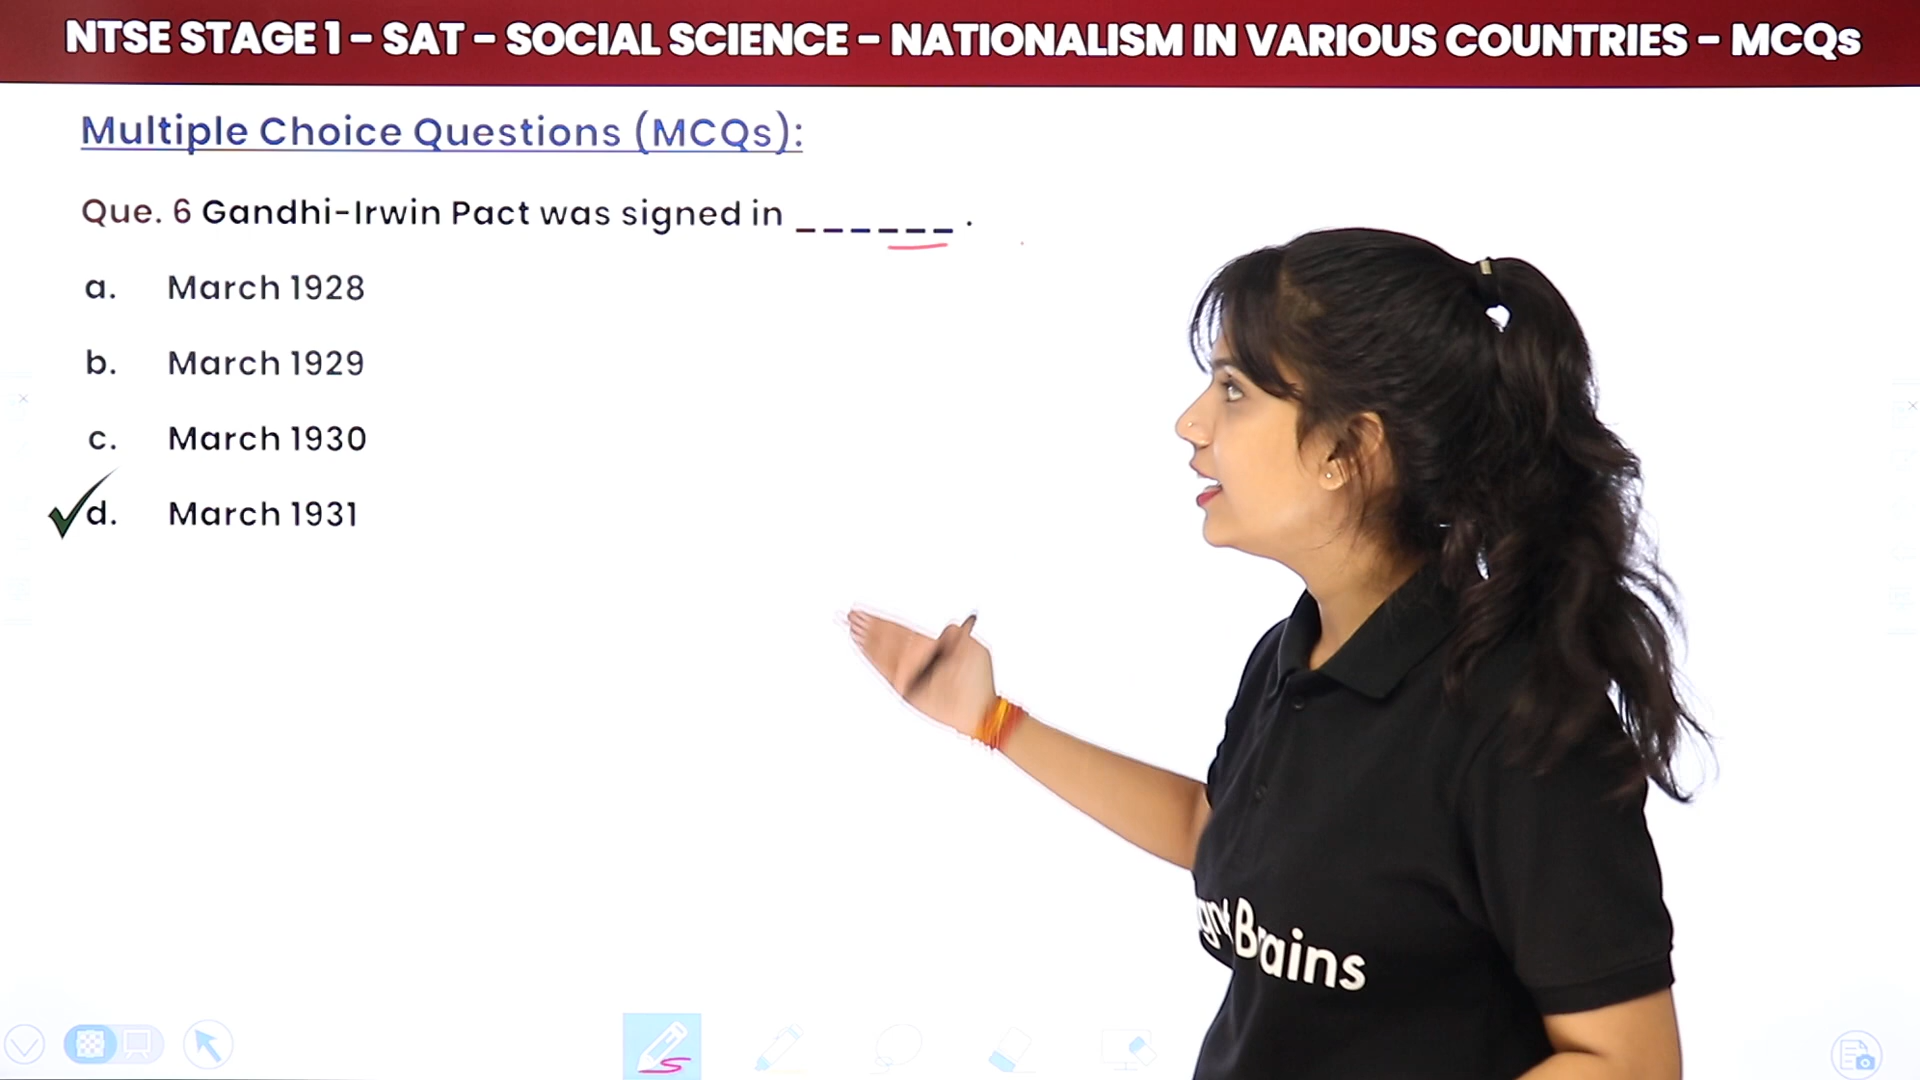 NTSE STAGE 1 - SAT - SOCIAL SCIENCE - NATIONALISM IN VARIOUS COUNTRIES - MCQs
Multiple Choice Questions (MCQs):
Que. 6 Gandhi-Irwin Pact was signed in _ _ _ _ _ _ .
a. March 1928
b. March 1929
c. March 1930
d. March 1931
Brains